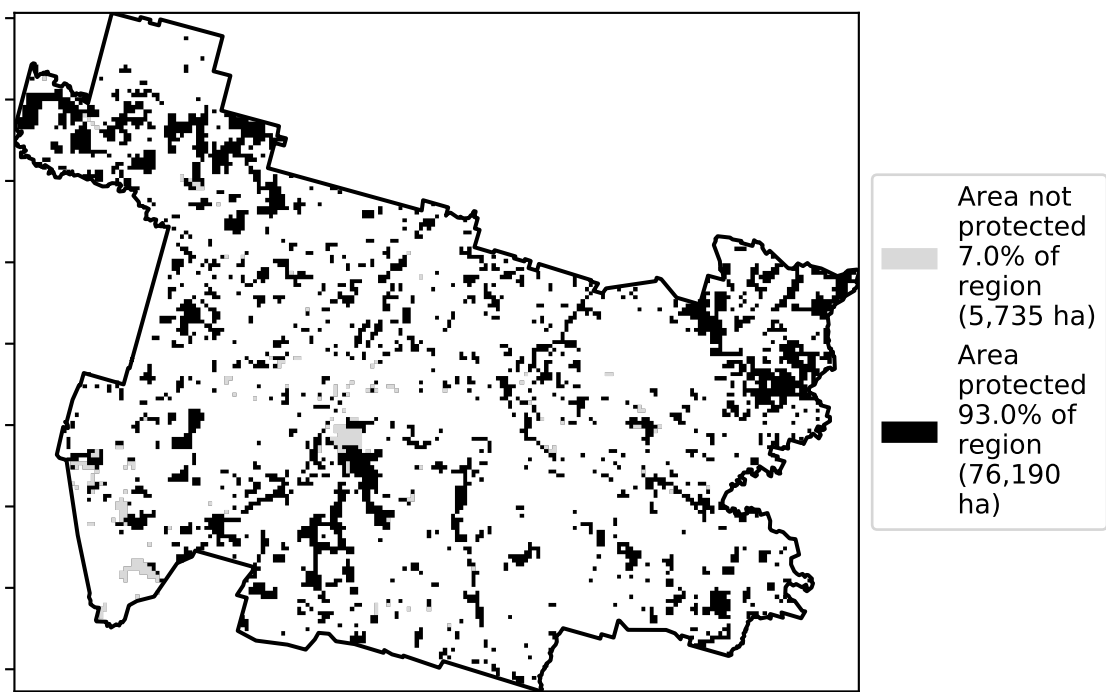 Area not
protected
7.0% of
region
(5,735 ha)
Area
protected
93.0% of
region
(76,190
ha)